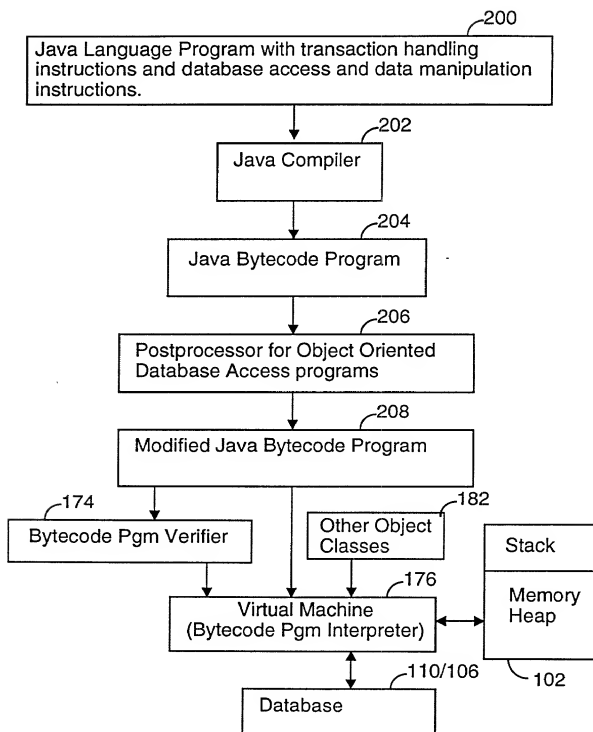 200
Java Language Program with transaction handling
instructions and database access and data manipulation
instructions.
202
Java Compiler
204
Java Bytecode Program
206
Postprocessor for Object Oriented
Database Access programs
208
Modified Java Bytecode Program
174
Bytecode Pgm Verifier
182
Other Object
Classes
Stack
Memory
Heap
102
176
Virtual Machine
(Bytecode Pgm Interpreter)
110/106
Database